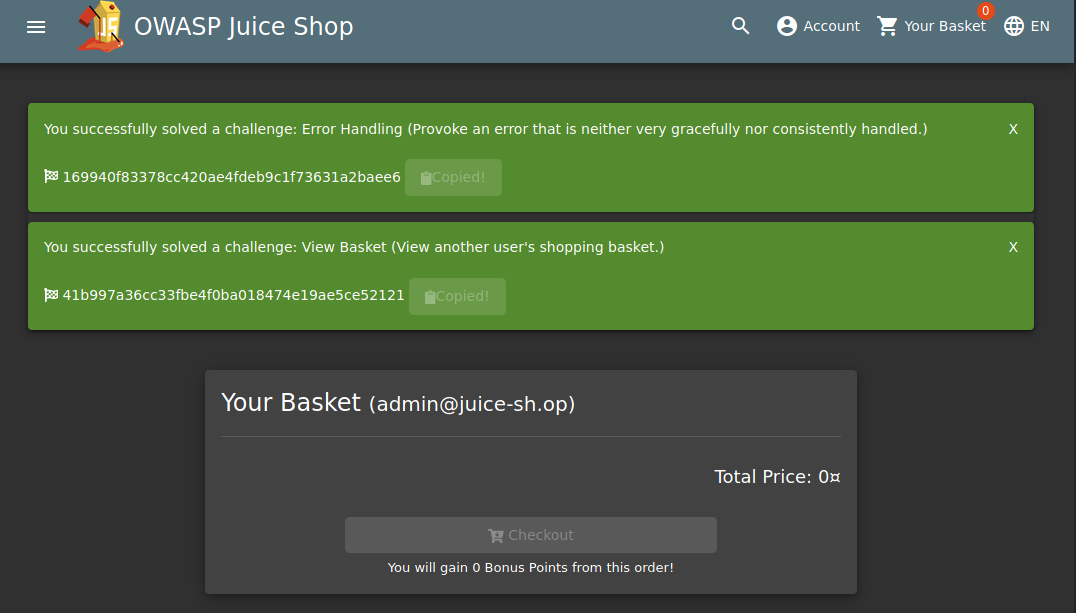 OWASP Juice Shop
Account
Your Basket
0
EN
You successfully solved a challenge: Error Handling (Provoke an error that is neither very gracefully nor consistently handled.)
X
169940f83378cc420ae4fdeb9c1f73631a2baee6
Copied!
You successfully solved a challenge: View Basket (View another user's shopping basket.)
X
41b997a36cc33fbe4f0ba018474e19ae5ce52121
Copied!
Your Basket (admin@juice-sh.op)
Total Price: 0¤
Checkout
You will gain 0 Bonus Points from this order!